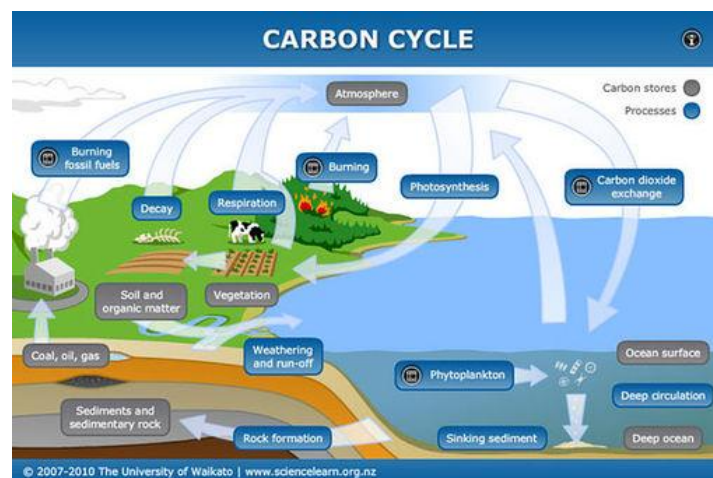 CARBON CYCLE
Atmosphere
Carbon stores
Processes
Burning
fossil fuels
Burning
Photosynthesis
Carbon dioxide
exchange
Decay
Respiration
Soil and
organic matter
Vegetation
Coal, oil, gas
Weathering
and run-off
Ocean surface
Phytoplankton
Deep circulation
Sediments and
sedimentary rock
Rock formation
Sinking sediment
Deep ocean
© 2007-2010 The University of Waikato | www.sciencelearn.org.nz